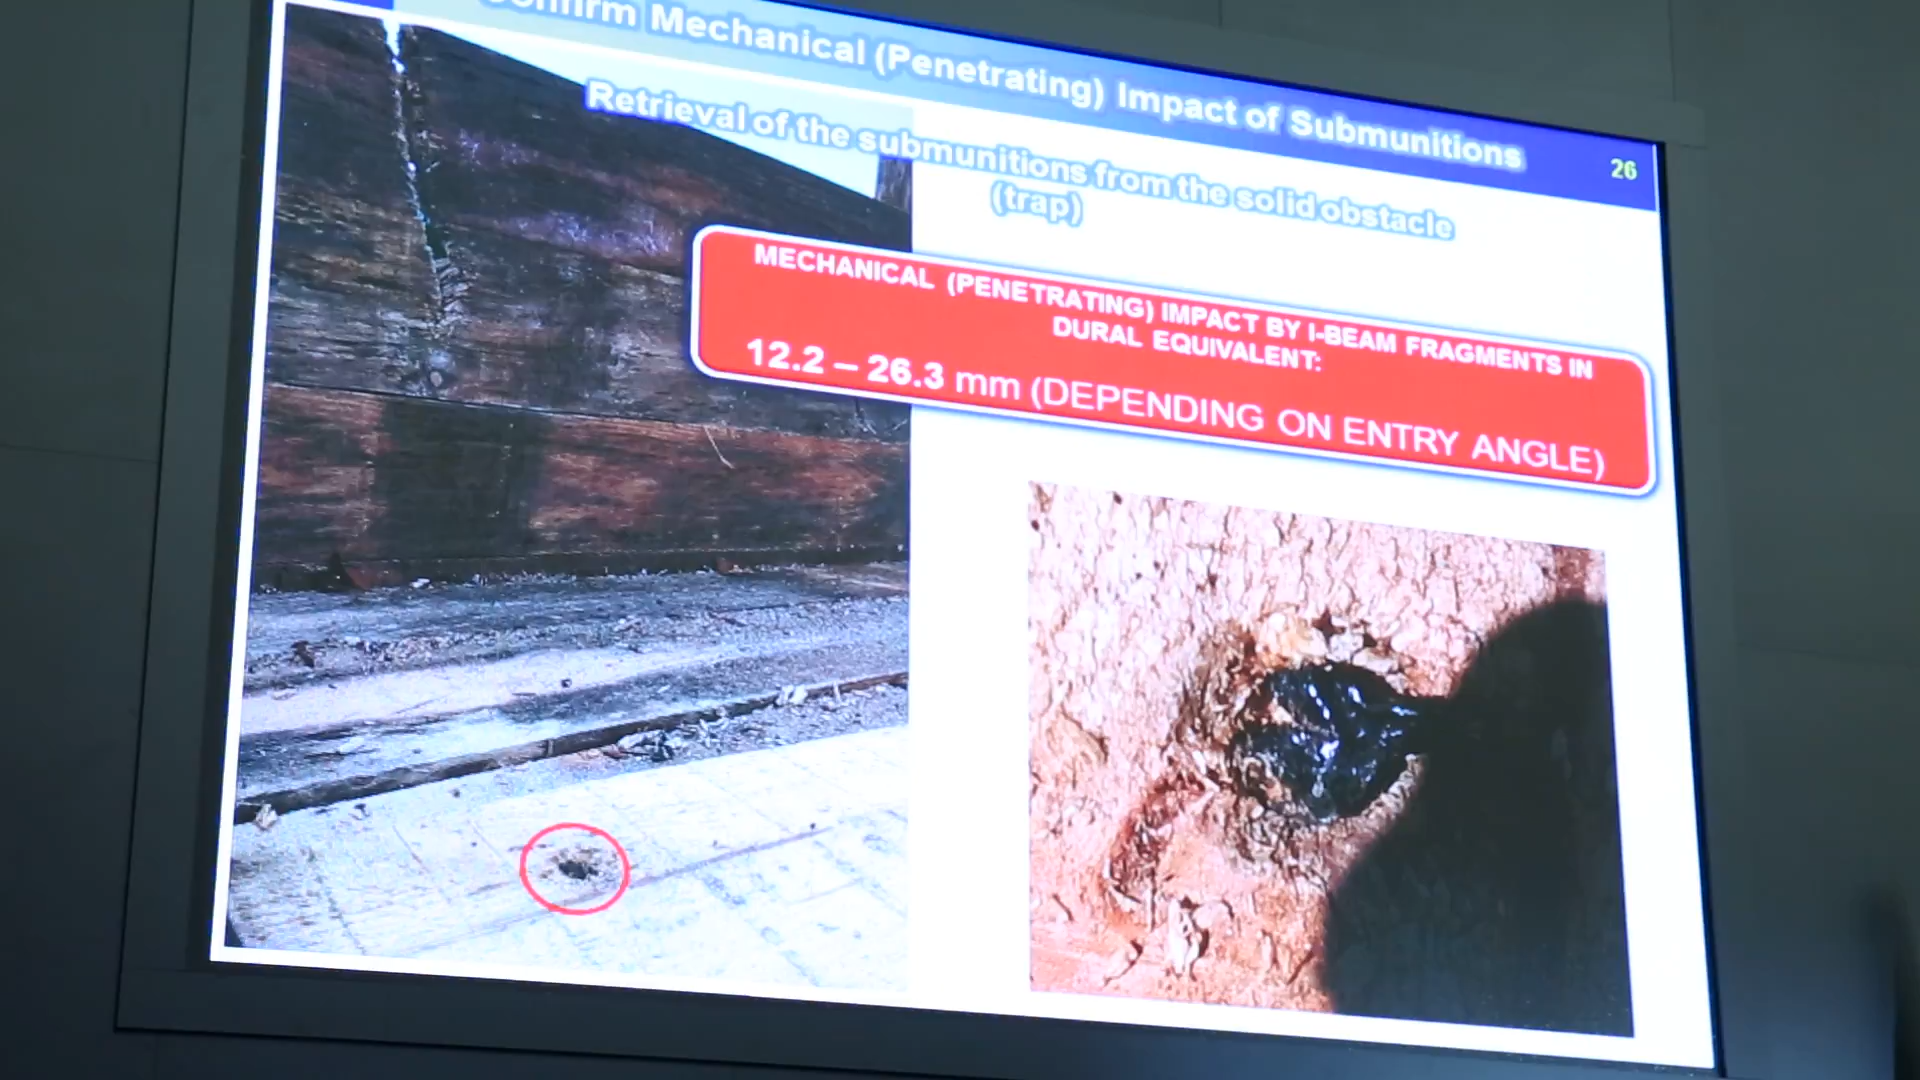 Mechanical (Penetrating) Impact of Submunitions
26
Retrieval of the submunitions from the solid obstacle
(trap)
MECHANICAL (PENETRATING) IMPACT BY I-BEAM FRAGMENTS IN
DURAL EQUIVALENT:
12.2 – 26.3 mm (DEPENDING ON ENTRY ANGLE)